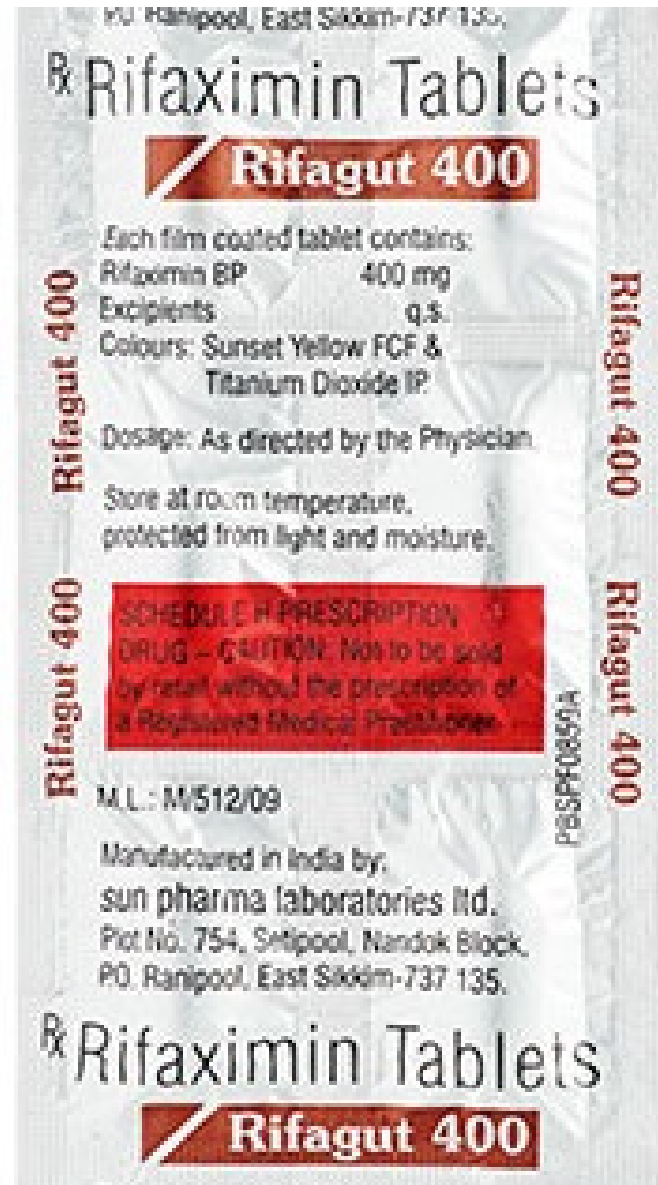 P.O. Ranipool, East Sikkim-737 135.
Rx Rifaximin Tablets
Rifagut 400
Each film coated tablet contains:
Rifaximin BP 400 mg
Excipients q.s.
Colours: Sunset Yellow FCF &
Titanium Dioxide IP
Dosage: As directed by the Physician.
Store at room temperature,
protected from light and moisture.
SCHEDULE H PRESCRIPTION
DRUG – CAUTION: Not to be sold
by retail without the prescription of
a Registered Medical Practitioner.
M.L.: M/512/09
Manufactured in India by:
sun pharma laboratories ltd.
Plot No. 754, Setipool, Nandok Block,
P.O. Ranipool, East Sikkim-737 135.
Rx Rifaximin Tablets
Rifagut 400
Rifagut 400
Rifagut 400
Rifagut 400
Rifagut 400
PBSPF0859A